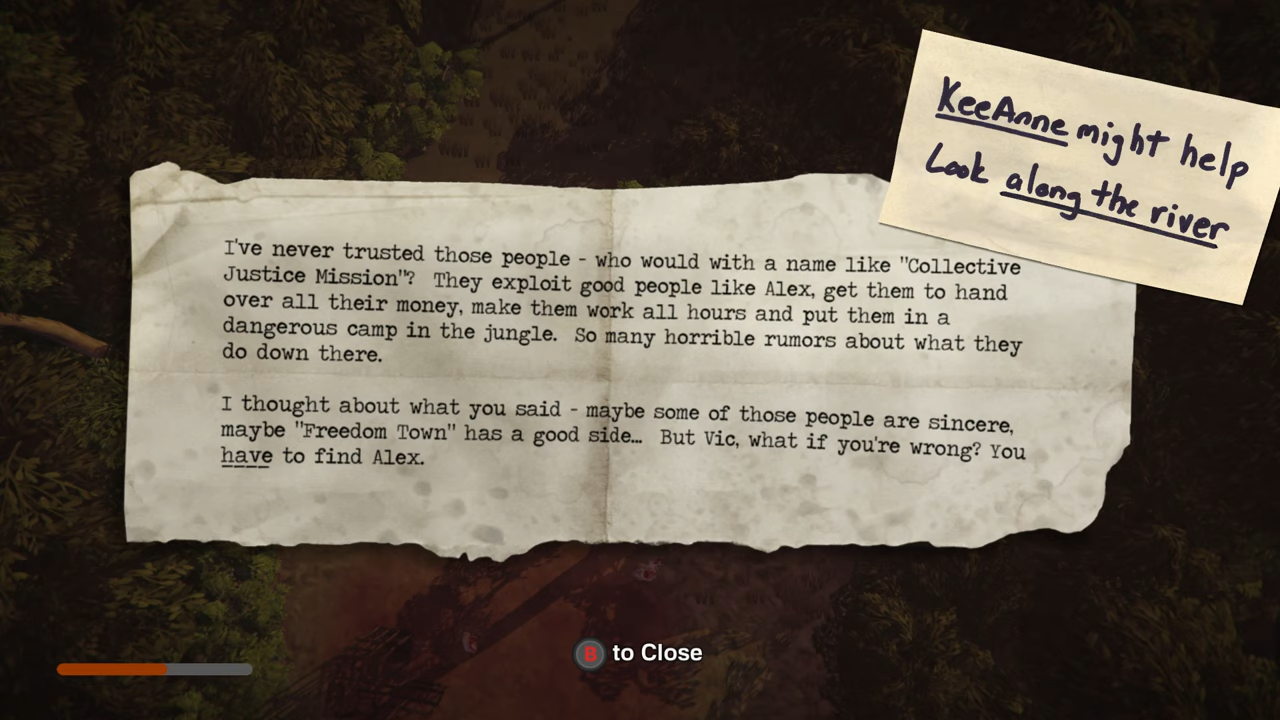 KeeAnne might help
Look along the river
I've never trusted those people - who would with a name like "Collective
Justice Mission"?  They exploit good people like Alex, get them to hand
over all their money, make them work all hours and put them in a
dangerous camp in the jungle.  So many horrible rumors about what they
do down there.
I thought about what you said - maybe some of those people are sincere,
maybe "Freedom Town" has a good side…  But Vic, what if you're wrong? You
have to find Alex.
B to Close